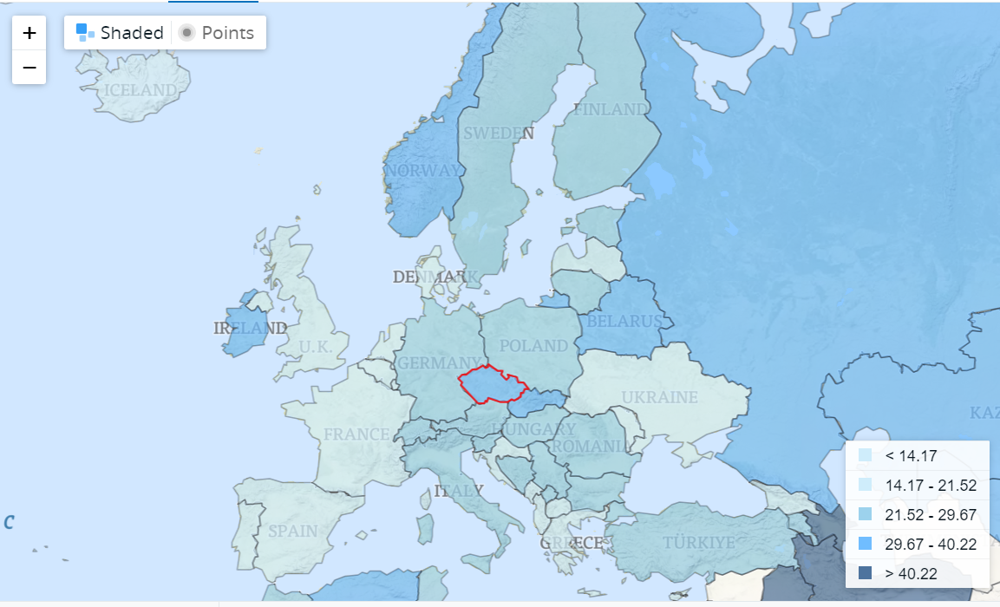 +
Shaded
Points
−
ICELAND
FINLAND
SWEDEN
NORWAY
DENMARK
IRELAND
U.K.
BELARUS
POLAND
GERMANY
UKRAINE
KAZ
HUNGARY
FRANCE
ROMANIA
ITALY
C
SPAIN
GREECE
TÜRKIYE
< 14.17
14.17 - 21.52
21.52 - 29.67
29.67 - 40.22
> 40.22